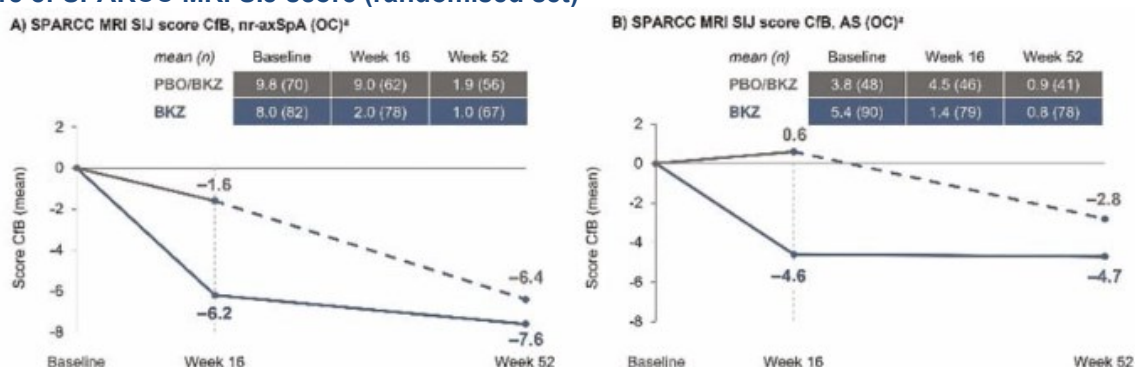 A) SPARCC MRI SIJ score CfB, nr-axSpA (OC)ª
mean (n) Baseline Week 16 Week 52
PBO/BKZ 9.8 (70) 9.0 (62) 1.9 (56)
BKZ 8.0 (82) 2.0 (78) 1.0 (67)
Score CfB (mean)
2
0
-2
-4
-6
-8
–1.6
–6.4
–6.2
–7.6
Baseline Week 16 Week 52
B) SPARCC MRI SIJ score CfB, AS (OC)ª
mean (n) Baseline Week 16 Week 52
PBO/BKZ 3.8 (48) 4.5 (46) 0.9 (41)
BKZ 5.4 (90) 1.4 (79) 0.8 (78)
Score CfB (mean)
2
0
-2
-4
-6
-8
0.6
–2.8
–4.6
–4.7
Baseline Week 16 Week 52